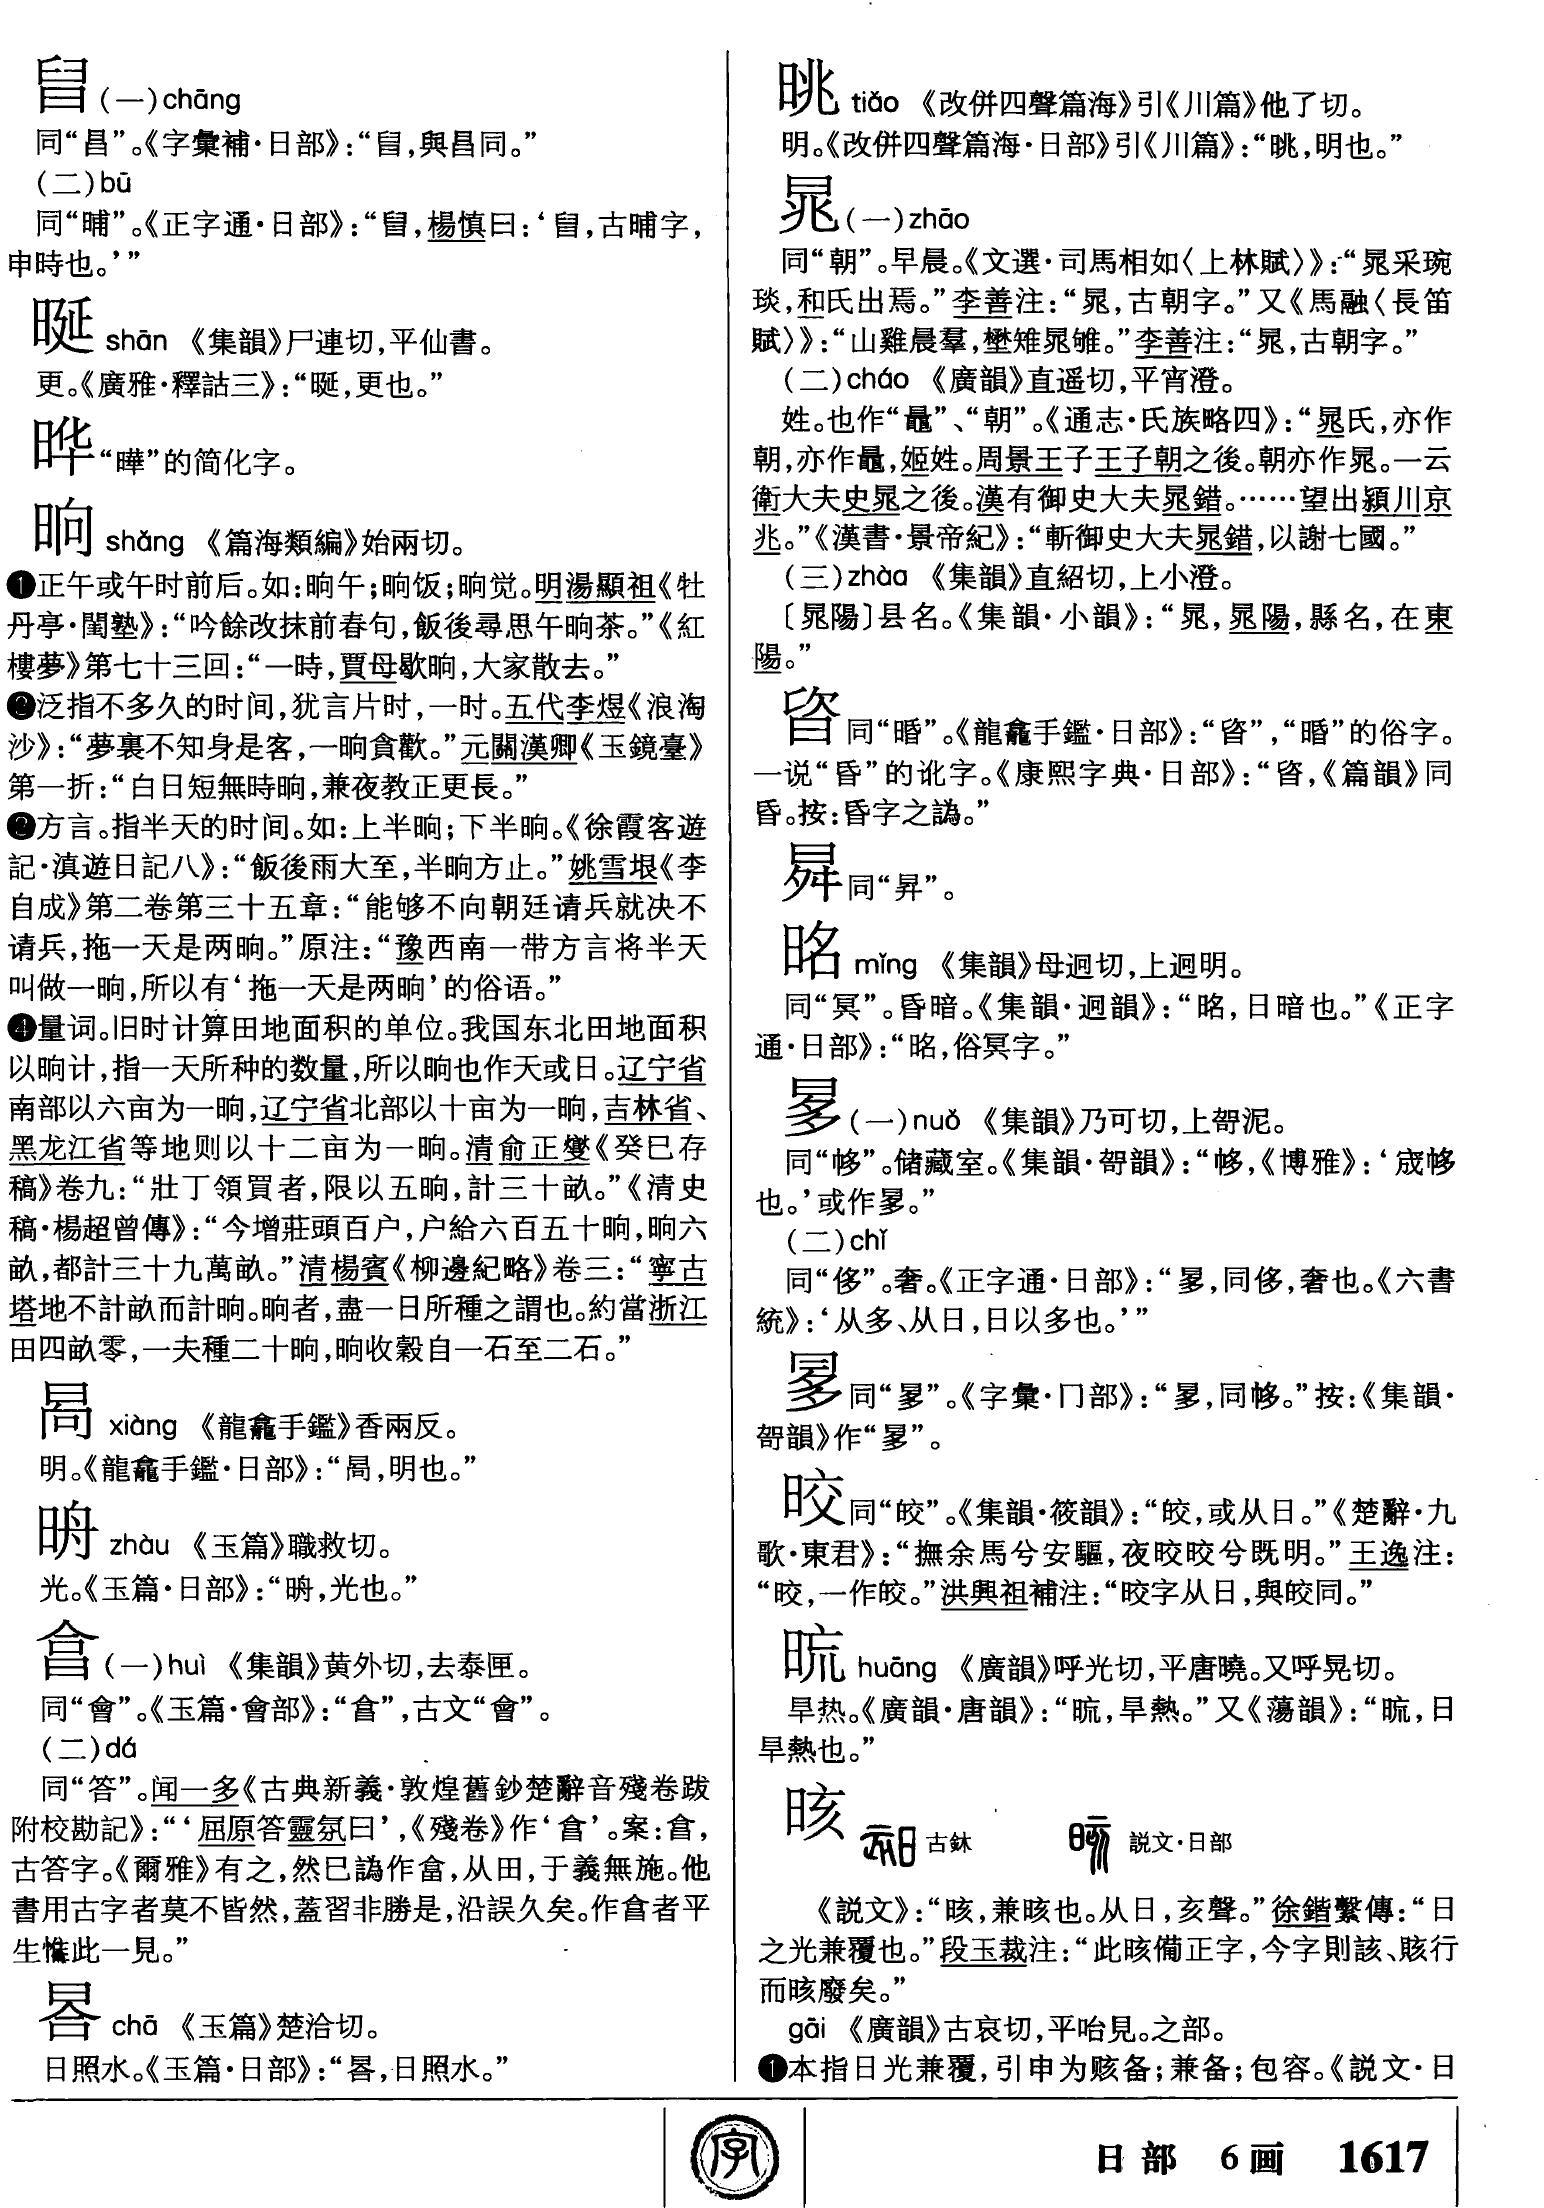 (一)chāng
同“昌”。《字彙補·日部》:“𣆥,與昌同。”
(二)bū
同“晡”。《正字通·日部》:“,楊慎曰:‘,古晡字,
申時也。’”
shān 《集韻》尸連切,平仙書。
更。《廣雅·釋詁三》:“,更也。”
晔“曄”的简化字。
晌 shǎng 《篇海類編》始兩切。
❶正午或午时前后。如:晌午;晌饭;晌觉。明湯顯祖《牡
丹亭·閨塾》:“吟餘改抹前春句,飯後尋思午晌茶。”《紅
樓夢》第七十三回:“一時,賈母歇晌,大家散去。”
❷泛指不多久的时间,犹言片时,一时。五代李煜《浪淘
沙》:“夢裏不知身是客,一晌貪歡。”元關漢卿《玉鏡臺》
第一折:“白日短無時晌,兼夜教正更長。”
❸方言。指半天的时间。如:上半晌;下半晌。《徐霞客遊
記·滇遊日記八》:“飯後雨大至,半晌方止。”姚雪垠《李
自成》第二卷第三十五章:“能够不向朝廷请兵就决不
请兵,拖一天是两晌。”原注:“豫西南一带方言将半天
叫做一晌,所以有‘拖一天是两晌’的俗语。”
❹量词。旧时计算田地面积的单位。我国东北田地面积
以晌计,指一天所种的数量,所以晌也作天或日。辽宁省
南部以六亩为一晌,辽宁省北部以十亩为一晌,吉林省、
黑龙江省等地则以十二亩为一晌。清俞正燮《癸巳存
稿》卷九:“壯丁領買者,限以五晌,計三十畝。”《清史
稿·楊超曾傳》:“今增莊頭百户,户給六百五十晌,晌六
畝,都計三十九萬畝。”清楊賓《柳邊紀略》卷三:“寧古
塔地不計畝而計晌。晌者,盡一日所種之謂也。約當浙江
田四畝零,一夫種二十晌,晌收穀自一石至二石。”
xiàng 《龍龕手鑑》香兩反。
明。《龍龕手鑑·日部》:“,明也。”
zhòu 《玉篇》職救切。
光。《玉篇·日部》:“,光也。”
(一)huì 《集韻》黄外切,去泰匣。
同“會”。《玉篇·會部》:“”,古文“會”。
(二)dá
同“答”。闻一多《古典新義·敦煌舊鈔楚辭音殘卷跋
附校勘記》:“‘屈原答靈氛曰’,《殘卷》作‘’。案:,
古答字。《爾雅》有之,然已譌作畣,从田,于義無施。他
書用古字者莫不皆然,蓋習非勝是,沿誤久矣。作者平
生惟此一見。”
chā 《玉篇》楚洽切。
日照水。《玉篇·日部》:“,日照水。”
晀 tiǎo 《改併四聲篇海》引《川篇》他了切。
明。《改併四聲篇海·日部》引《川篇》:“晀,明也。”
晁(一)zhāo
同“朝”。早晨。《文選·司馬相如〈上林賦〉》:“晁采琬
琰,和氏出焉。”李善注:“晁,古朝字。”又《馬融〈長笛
賦〉》:“山雞晨羣,壄雉晁雊。”李善注:“晁,古朝字。”
(二)cháo 《廣韻》直遥切,平宵澄。
姓。也作“鼂”、“朝”。《通志·氏族略四》:“晁氏,亦作
朝,亦作鼂,姬姓。周景王子王子朝之後。朝亦作晁。一云
衛大夫史晁之後。漢有御史大夫晁錯。……望出潁川京
兆。”《漢書·景帝紀》:“斬御史大夫晁錯,以謝七國。”
(三)zhào 《集韻》直紹切,上小澄。
〔晁陽〕县名。《集韻·小韻》:“晁,晁陽,縣名,在東
陽。”
同“昬”。《龍龕手鑑·日部》:“”,“昬”的俗字。
一说“昏”的讹字。《康熙字典·日部》:“,《篇韻》同
昏。按:昏字之譌。”
同“昇”。
㫥 mǐng 《集韻》母迥切,上迥明。
同“冥”。昏暗。《集韻·迥韻》:“㫥,日暗也。”《正字
通·日部》:“㫥,俗冥字。”
(一)nuǒ 《集韻》乃可切,上哿泥。
同“”。储藏室。《集韻·哿韻》:“,《博雅》:‘
也。’或作。”
(二)chǐ
同“侈”。奢。《正字通·日部》:“,同侈,奢也。《六書
統》:‘从多、从日,日以多也。’”
同“”。《字彙·冂部》:“,同。”按:《集韻·
哿韻》作“”。
晈同“皎”。《集韻·筱韻》:“皎,或从日。”《楚辭·九
歌·東君》:“撫余馬兮安驅,夜晈晈兮既明。”王逸注:
“晈,一作皎。”洪興祖補注:“晈字从日,與皎同。”
㫛 huāng 《廣韻》呼光切,平唐曉。又呼晃切。
旱热。《廣韻·唐韻》:“,旱熱。”又《蕩韻》:“,日
旱熱也。”
晐 古鉥 説文·日部
《説文》:“晐,兼晐也。从日,亥聲。”徐鍇繫傳:“日
之光兼覆也。”段玉裁注:“此晐備正字,今字則該、賅行
而晐廢矣。”
gāi 《廣韻》古哀切,平咍見。之部。
❶本指日光兼覆,引申为赅备;兼备;包容。《説文·日
字
日部 6画 1617